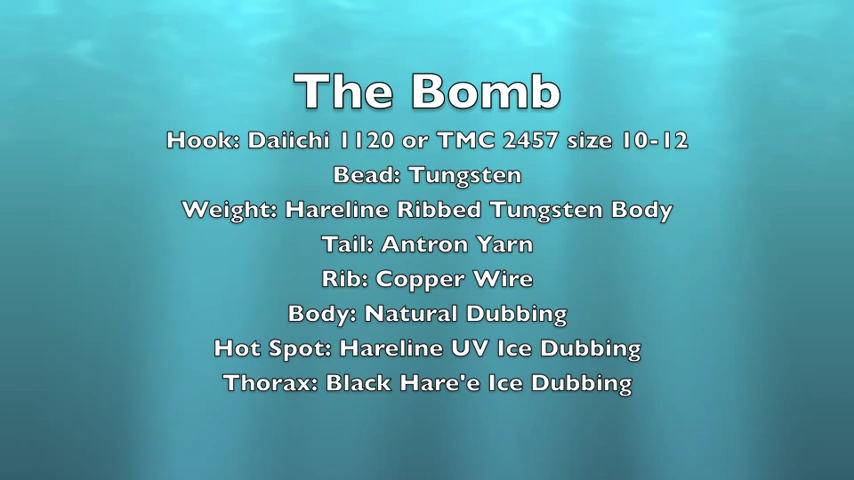 The Bomb
Hook: Daiichi 1120 or TMC 2457 size 10-12
Bead: Tungsten
Weight: Hareline Ribbed Tungsten Body
Tail: Antron Yarn
Rib: Copper Wire
Body: Natural Dubbing
Hot Spot: Hareline UV Ice Dubbing
Thorax: Black Hare'e Ice Dubbing